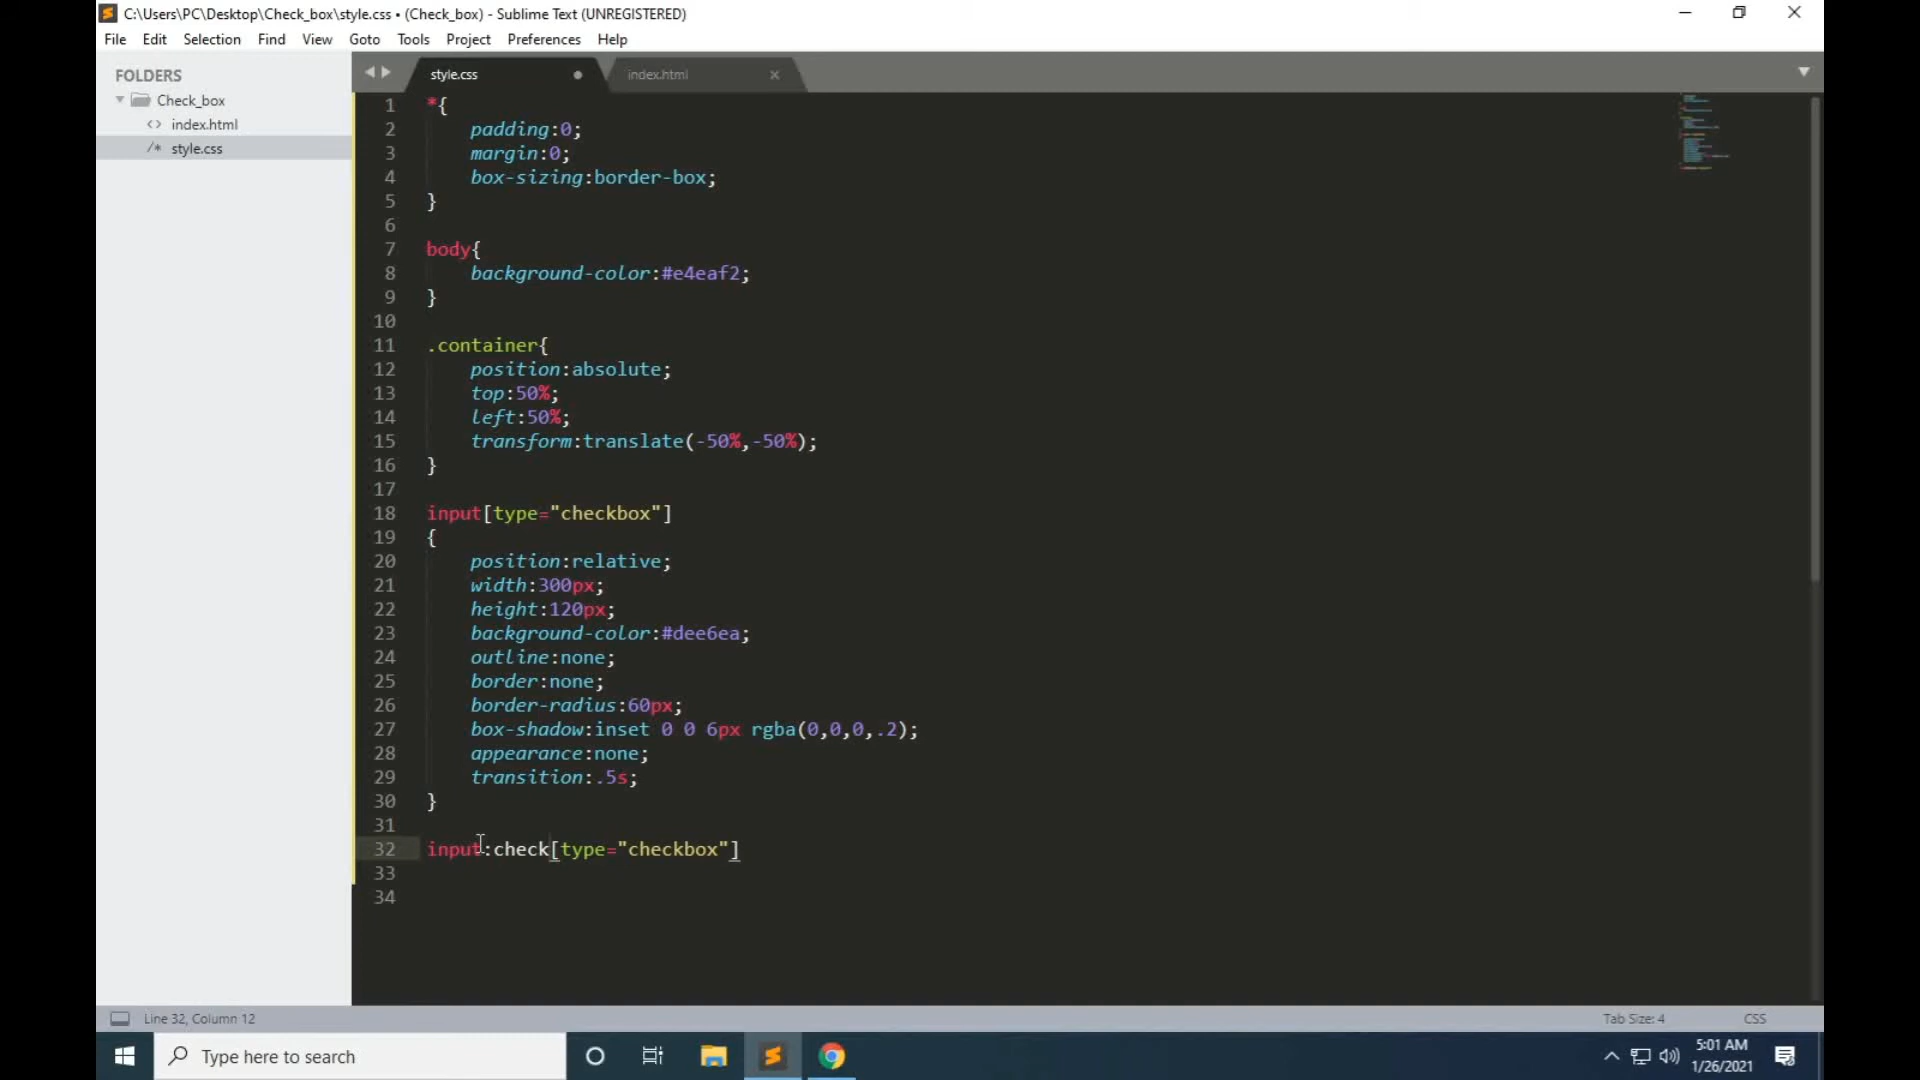 C:\Users\PC\Desktop\Check_box\style.css • (Check_box) - Sublime Text (UNREGISTERED)
File Edit Selection Find View Goto Tools Project Preferences Help
FOLDERS
Check_box
<> index.html
/* style.css
style.css index.html
1 *{
2 padding:0;
3 margin:0;
4 box-sizing:border-box;
5 }
6
7 body{
8 background-color:#e4eaf2;
9 }
10
11 .container{
12 position:absolute;
13 top:50%;
14 left:50%;
15 transform:translate(-50%,-50%);
16 }
17
18 input[type="checkbox"]
19 {
20 position:relative;
21 width:300px;
22 height:120px;
23 background-color:#dee6ea;
24 outline:none;
25 border:none;
26 border-radius:60px;
27 box-shadow:inset 0 0 6px rgba(0,0,0,.2);
28 appearance:none;
29 transition:.5s;
30 }
31
32 input:check[type="checkbox"]
33
34
Line 32, Column 12 Tab Size: 4 CSS
Type here to search
5:01 AM
1/26/2021